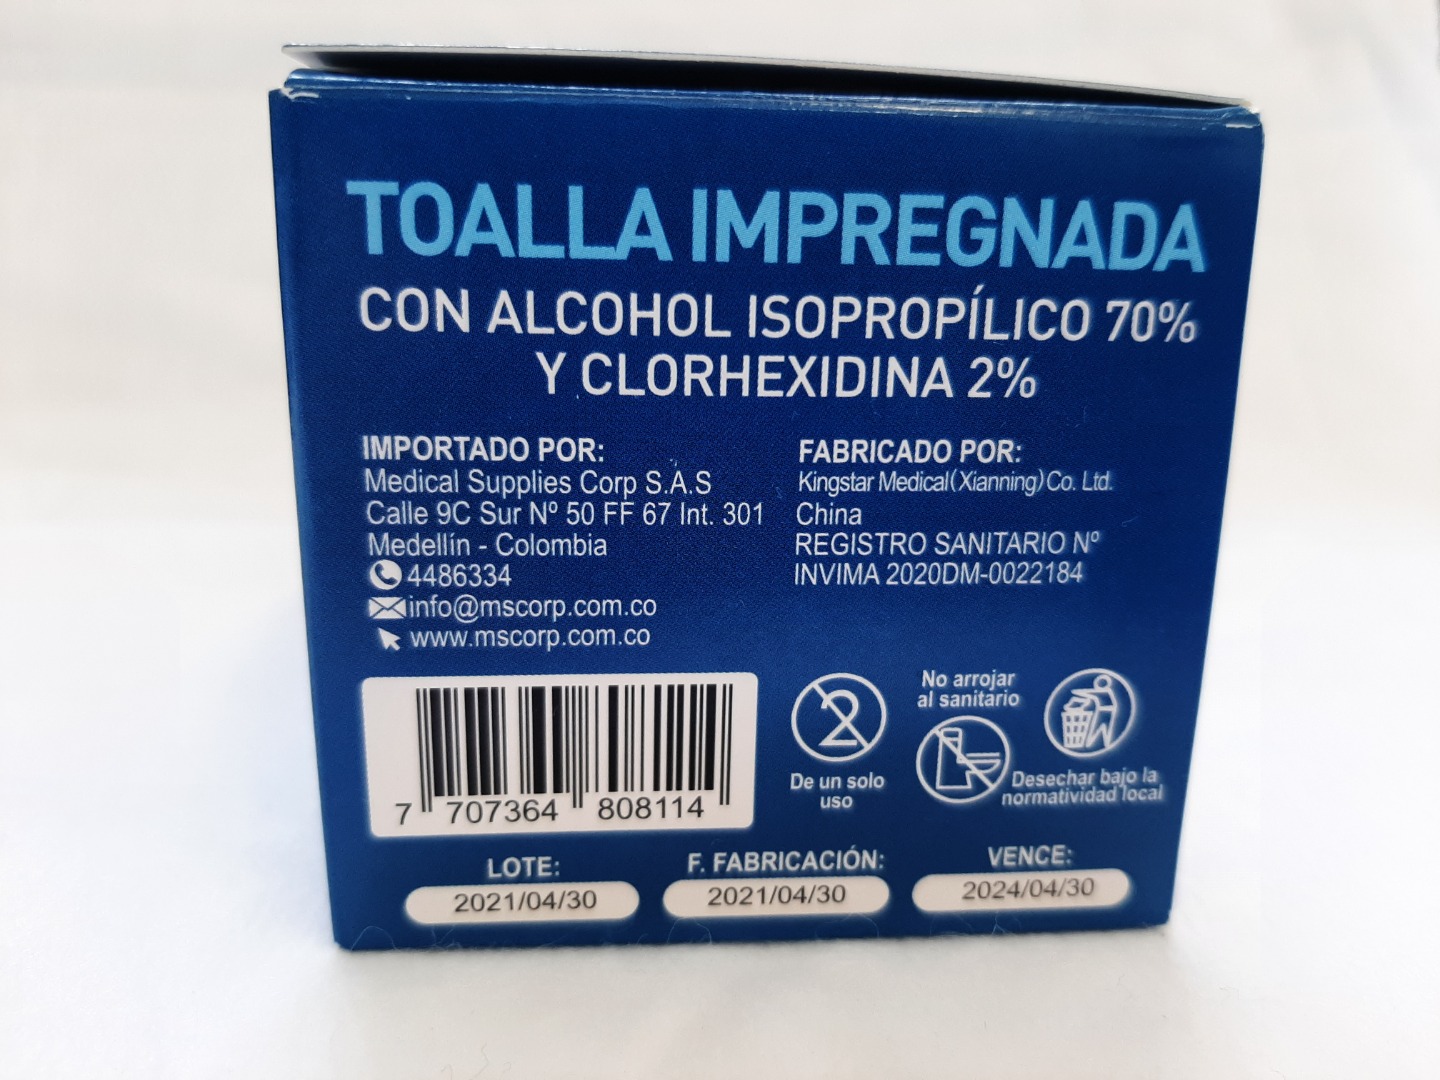 TOALLA IMPREGNADA
CON ALCOHOL ISOPROPÍLICO 70%
Y CLORHEXIDINA 2%
IMPORTADO POR:
Medical Supplies Corp S.A.S
Calle 9C Sur Nº 50 FF 67 Int. 301
Medellín - Colombia
4486334
info@mscorp.com.co
www.mscorp.com.co
FABRICADO POR:
Kingstar Medical(Xianning)Co. Ltd.
China
REGISTRO SANITARIO Nº
INVIMA 2020DM-0022184
7 707364 808114
2
De un solo
uso
No arrojar
al sanitario
Desechar bajo la
normatividad local
LOTE:
2021/04/30
F. FABRICACIÓN:
2021/04/30
VENCE:
2024/04/30